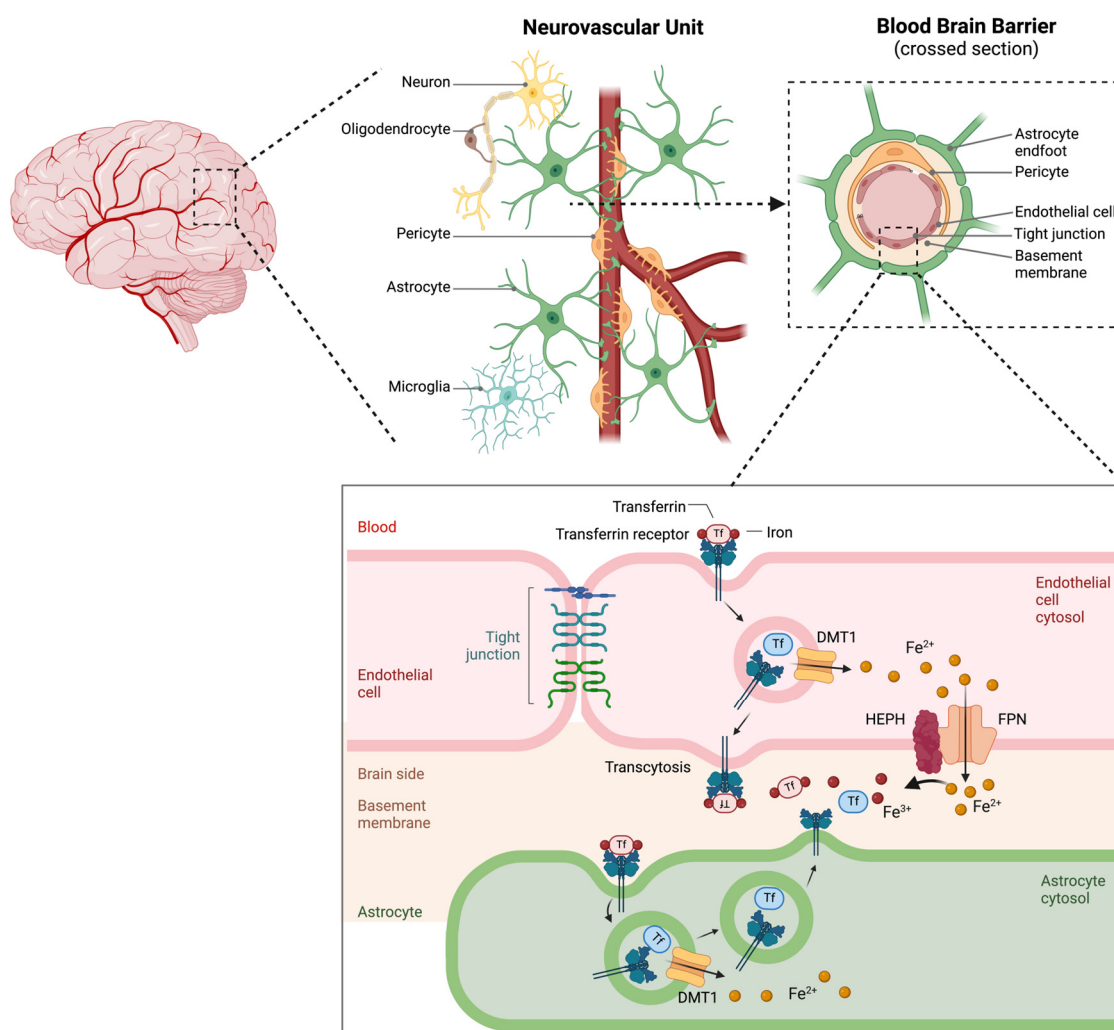 Neurovascular Unit
Blood Brain Barrier
(crossed section)
Neuron
Oligodendrocyte
Pericyte
Astrocyte
Microglia
Astrocyte
endfoot
Pericyte
Endothelial cell
Tight junction
Basement
membrane
Blood
Transferrin
Transferrin receptor
Tf
Iron
Endothelial
cell
cytosol
Tight
junction
Endothelial
cell
Tf
DMT1
Fe2+
HEPH
FPN
Transcytosis
Tf
Brain side
Basement
membrane
Tf
Tf
Fe3+
Fe2+
Tf
Astrocyte
Astrocyte
cytosol
Tf
Tf
DMT1
Fe2+